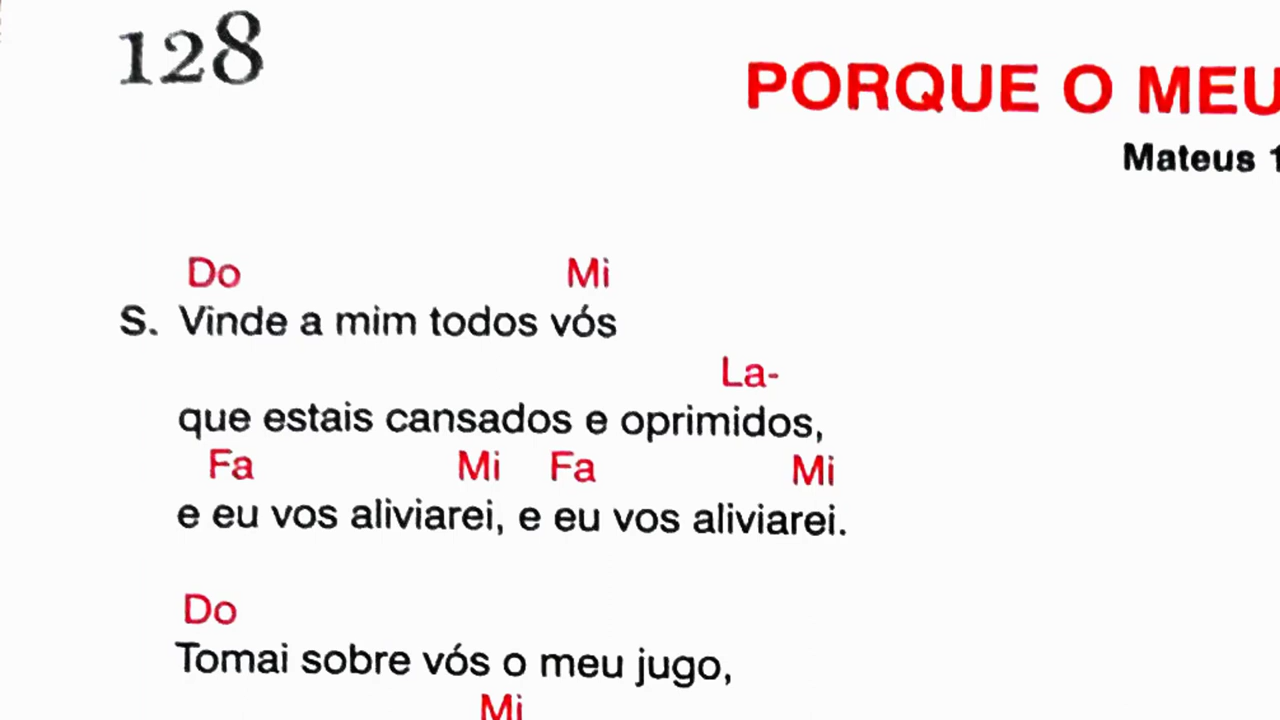 128
PORQUE O MEU
Mateus 1
Do Mi
S. Vinde a mim todos vós
La-
que estais cansados e oprimidos,
Fa Mi Fa Mi
e eu vos aliviarei, e eu vos aliviarei.
Do
Tomai sobre vós o meu jugo,
Mi